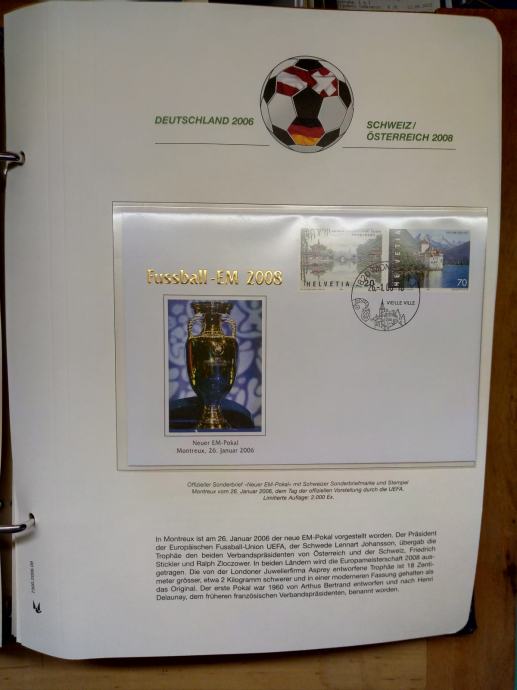 DEUTSCHLAND 2006
SCHWEIZ/
ÖSTERREICH 2008
Fussball-EM 2008
HELVETIA
20
HELVETIA
70
VIEILLE VILLE
Neuer EM-Pokal
Montreux, 26. Januar 2006
Offizieller Sonderbrief «Neuer EM-Pokal» mit Schweizer Sonderbriefmarke und Stempel
Montreux vom 26. Januar 2006, dem Tag der offiziellen Vorstellung durch die UEFA.
Limitierte Auflage: 2.000 Ex.
In Montreux ist am 26. Januar 2006 der neue EM-Pokal vorgestellt worden. Der Präsident
der Europäischen Fussball-Union UEFA, der Schwede Lennart Johansson, übergab die
Trophäe den beiden Verbandspräsidenten von Österreich und der Schweiz, Friedrich
Stickler und Ralph Zloczower. In beiden Ländern wird die Europameisterschaft 2008 aus-
getragen. Die von der Londoner Juwelierfirma Asprey entworfene Trophäe ist 18 Zenti-
meter grösser, etwa 2 Kilogramm schwerer und in einer moderneren Fassung gehalten als
das Original. Der erste Pokal war 1960 von Arthus Bertrand entworfen und nach Henri
Delaunay, dem früheren französischen Verbandspräsidenten, benannt worden.